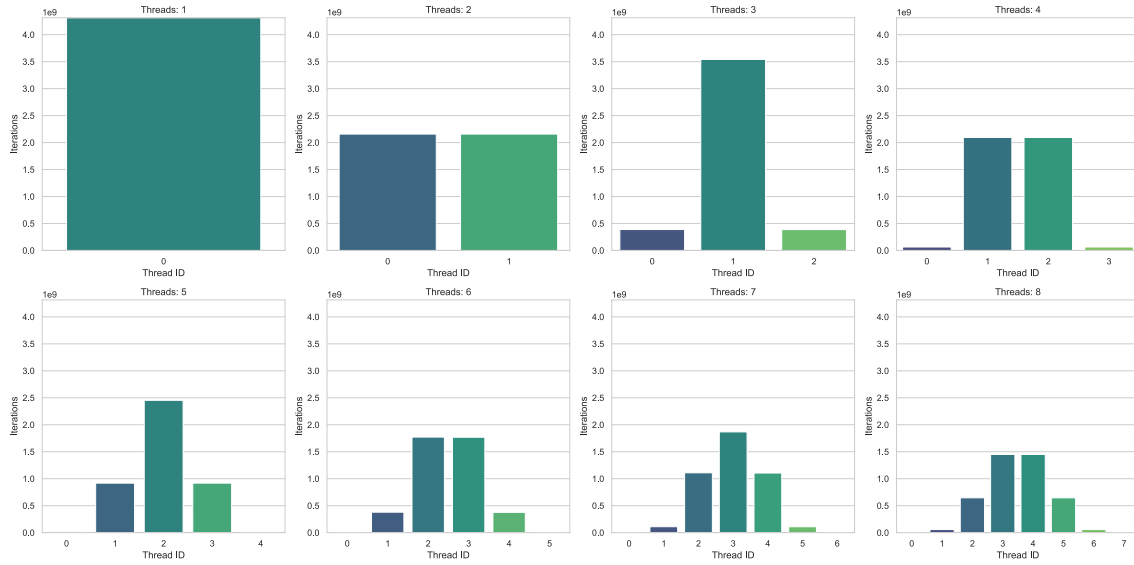 Threads: 1
1e9
4.0
3.5
3.0
2.5
2.0
1.5
1.0
0.5
0.0
Iterations
0
Thread ID
Threads: 2
1e9
4.0
3.5
3.0
2.5
2.0
1.5
1.0
0.5
0.0
Iterations
0 1
Thread ID
Threads: 3
1e9
4.0
3.5
3.0
2.5
2.0
1.5
1.0
0.5
0.0
Iterations
0 1 2
Thread ID
Threads: 4
1e9
4.0
3.5
3.0
2.5
2.0
1.5
1.0
0.5
0.0
Iterations
0 1 2 3
Thread ID
Threads: 5
1e9
4.0
3.5
3.0
2.5
2.0
1.5
1.0
0.5
0.0
Iterations
0 1 2 3 4
Thread ID
Threads: 6
1e9
4.0
3.5
3.0
2.5
2.0
1.5
1.0
0.5
0.0
Iterations
0 1 2 3 4 5
Thread ID
Threads: 7
1e9
4.0
3.5
3.0
2.5
2.0
1.5
1.0
0.5
0.0
Iterations
0 1 2 3 4 5 6
Thread ID
Threads: 8
1e9
4.0
3.5
3.0
2.5
2.0
1.5
1.0
0.5
0.0
Iterations
0 1 2 3 4 5 6 7
Thread ID